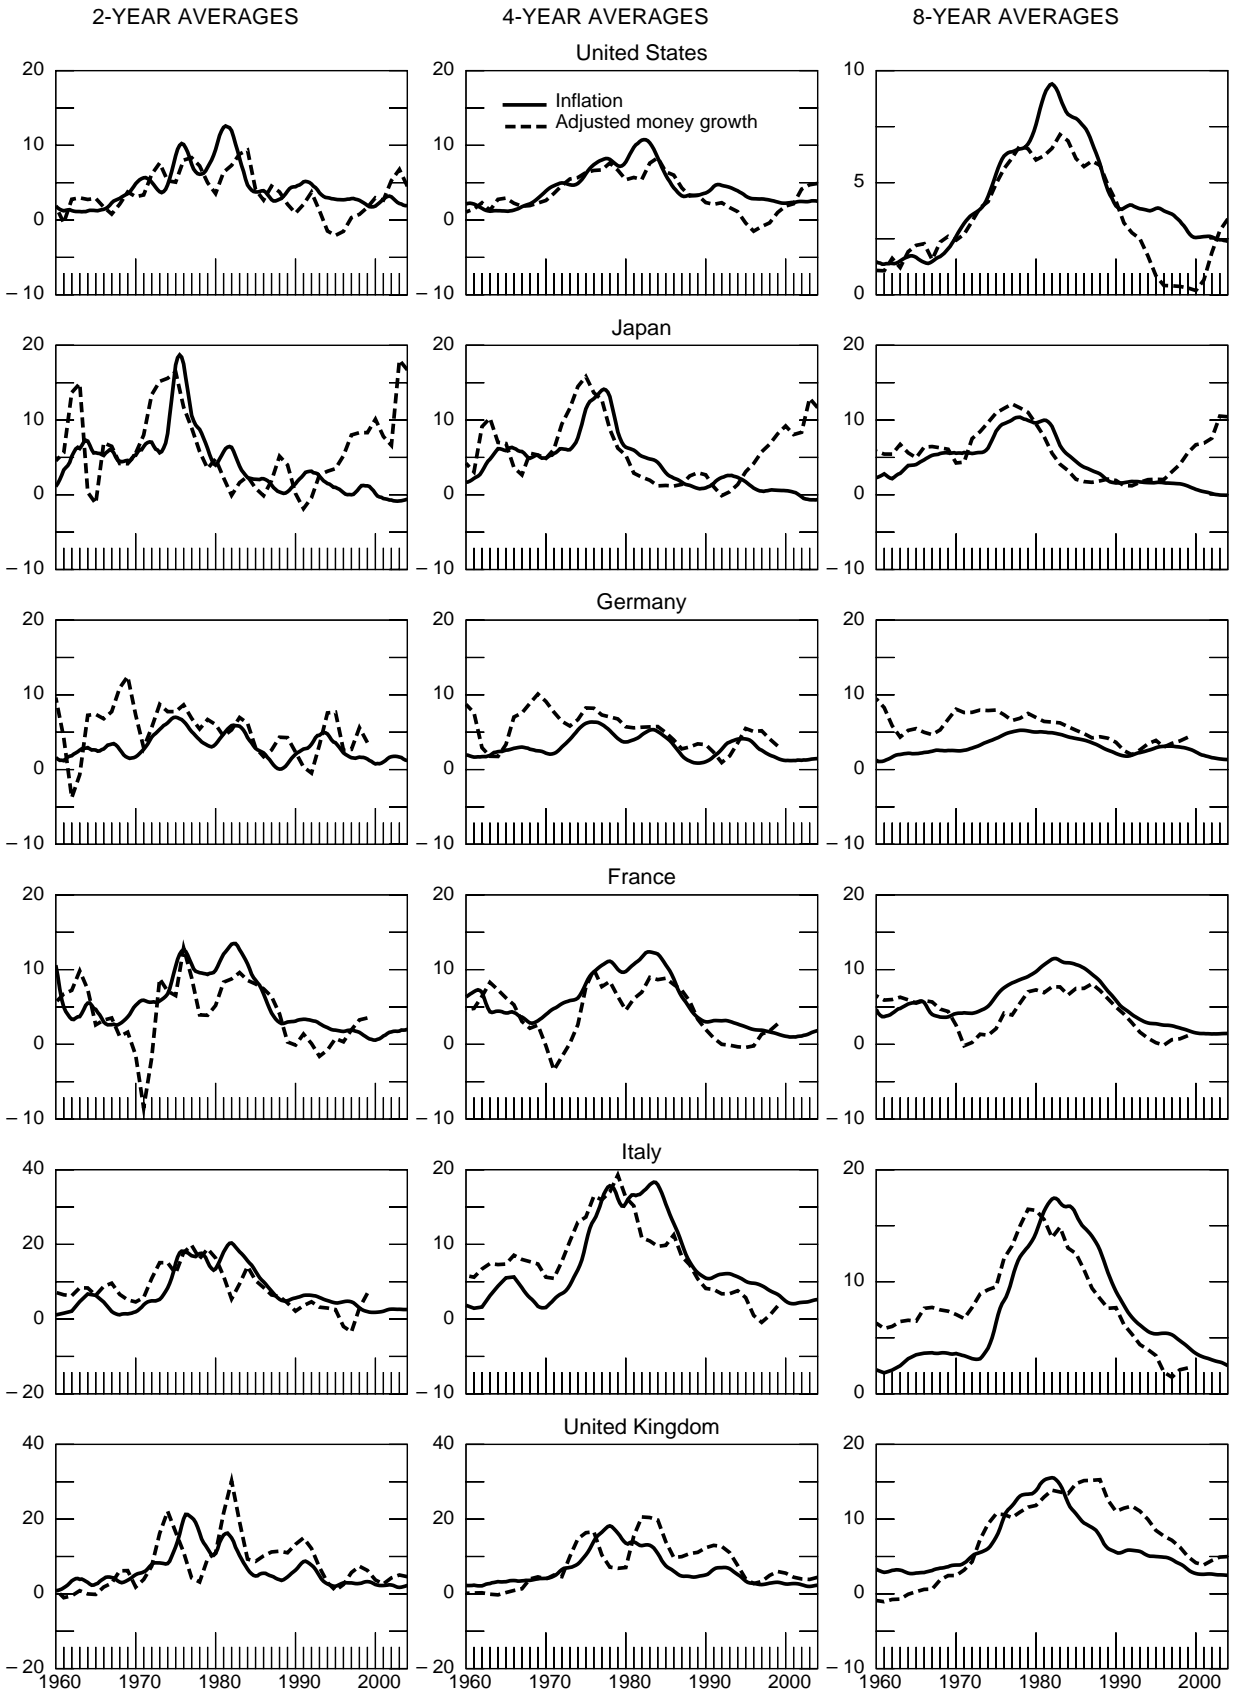 2-YEAR AVERAGES 4-YEAR AVERAGES 8-YEAR AVERAGES
United States
20 20 10
Inflation
Adjusted money growth
10 10
5
0 0
– 10 – 10 0
Japan
20 20 20
10 10 10
0 0 0
– 10 – 10 – 10
Germany
20 20 20
10 10 10
0 0 0
– 10 – 10 – 10
France
20 20 20
10 10 10
0 0 0
– 10 – 10 – 10
Italy
40 20 20
20 10
10
0 0
– 20 – 10 0
United Kingdom
40 40 20
20 20 10
0 0 0
– 20 – 20 – 10
1960 1970 1980 1990 2000 1960 1970 1980 1990 2000 1960 1970 1980 1990 2000